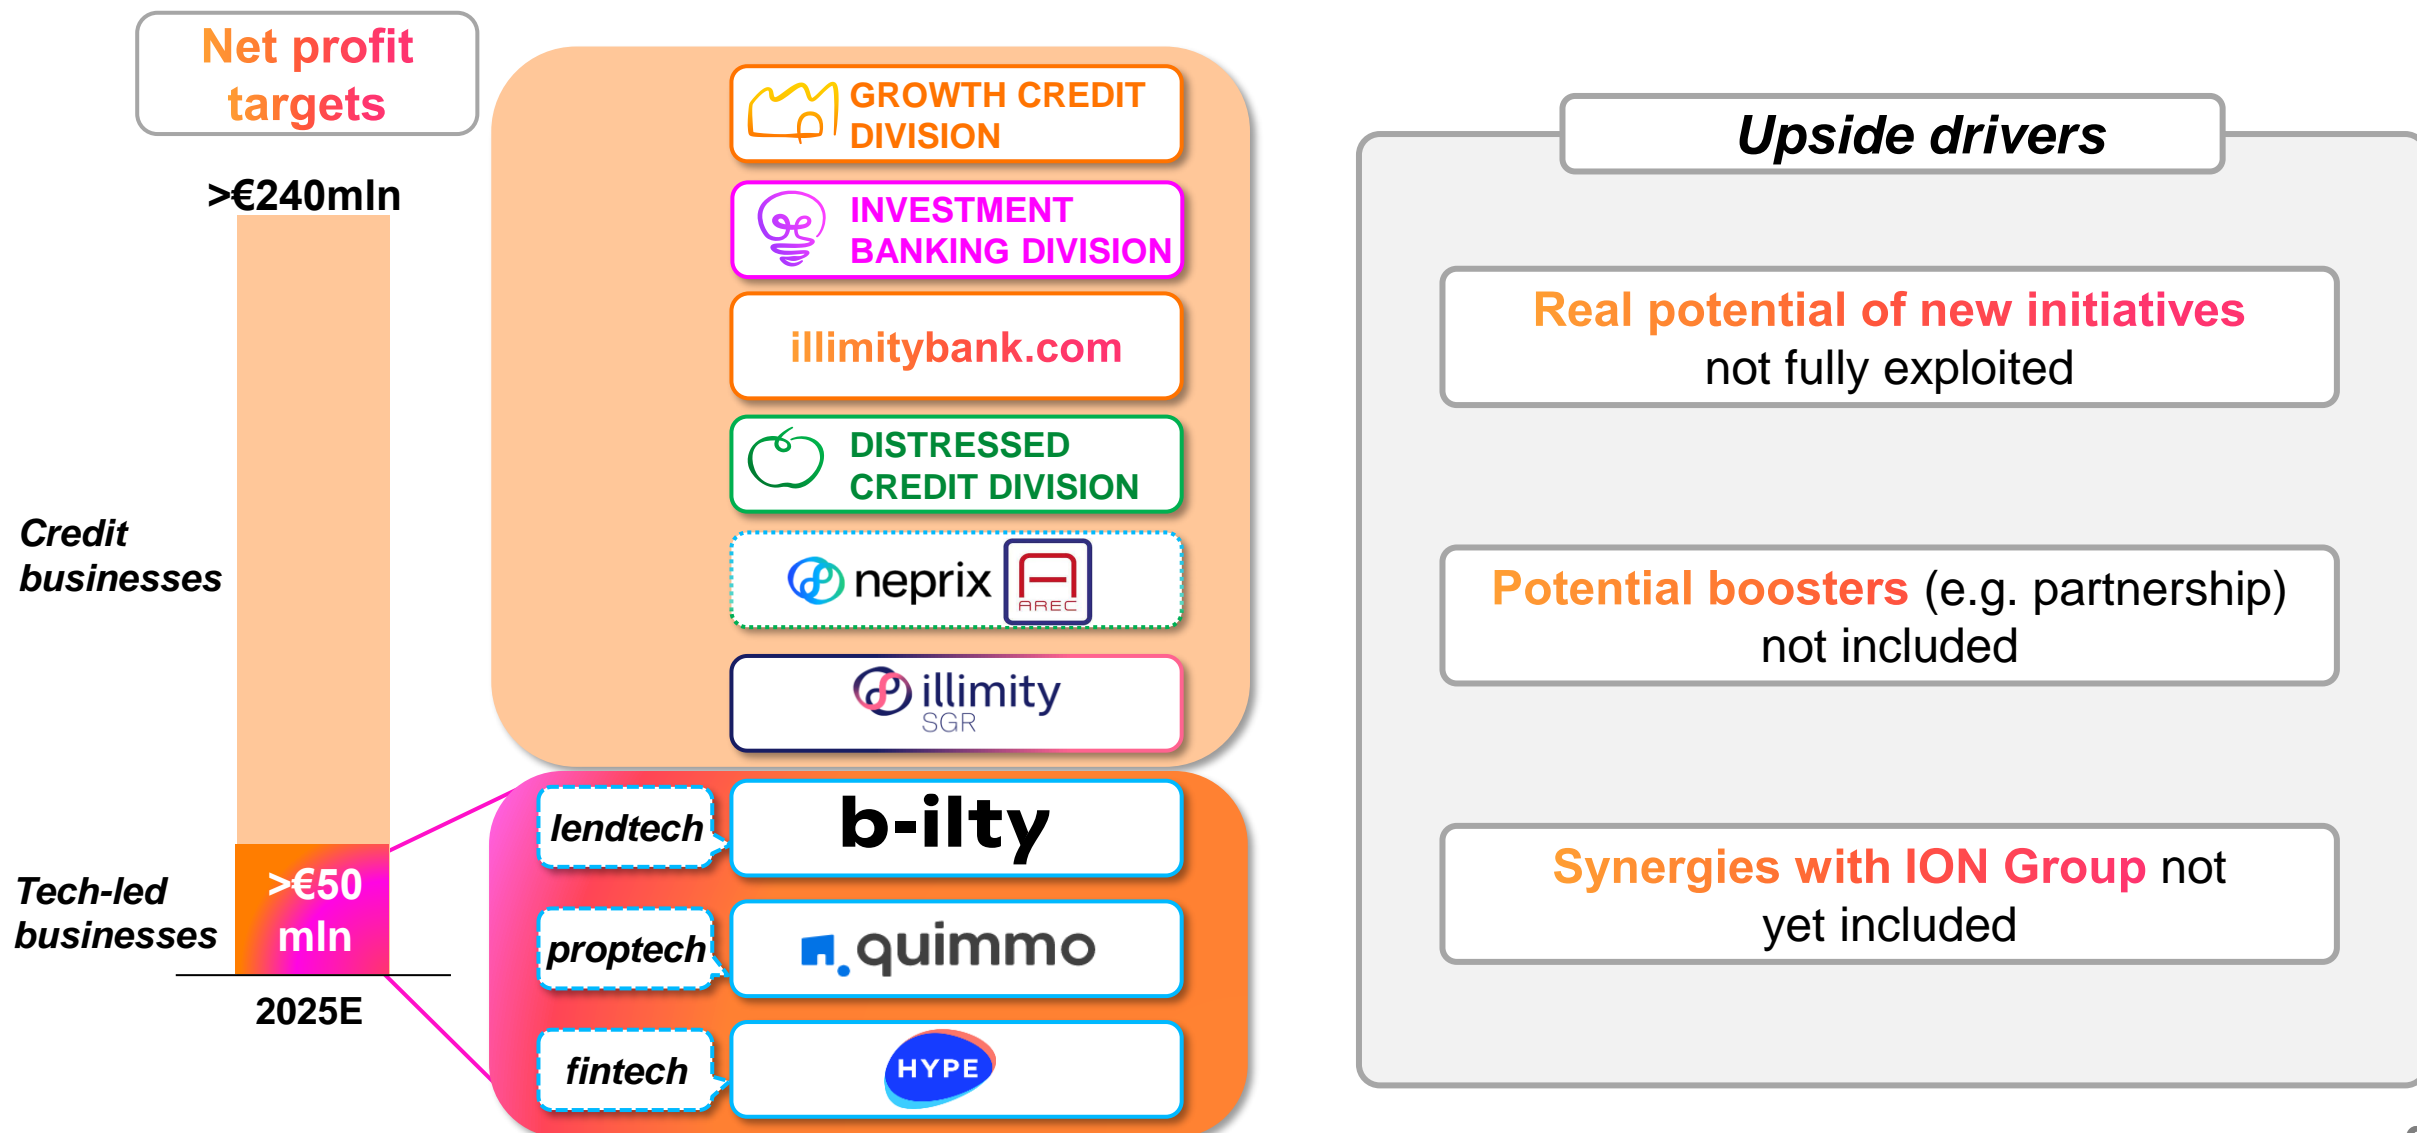 Net profit
targets
>€240mln
Credit
businesses
Tech-led
businesses
>€50
mln
2025E
GROWTH CREDIT
DIVISION
INVESTMENT
BANKING DIVISION
illimitybank.com
DISTRESSED
CREDIT DIVISION
neprix
AREC
illimity
SGR
lendtech
b-ilty
proptech
quimmo
fintech
HYPE
Upside drivers
Real potential of new initiatives
not fully exploited
Potential boosters (e.g. partnership)
not included
Synergies with ION Group not
yet included